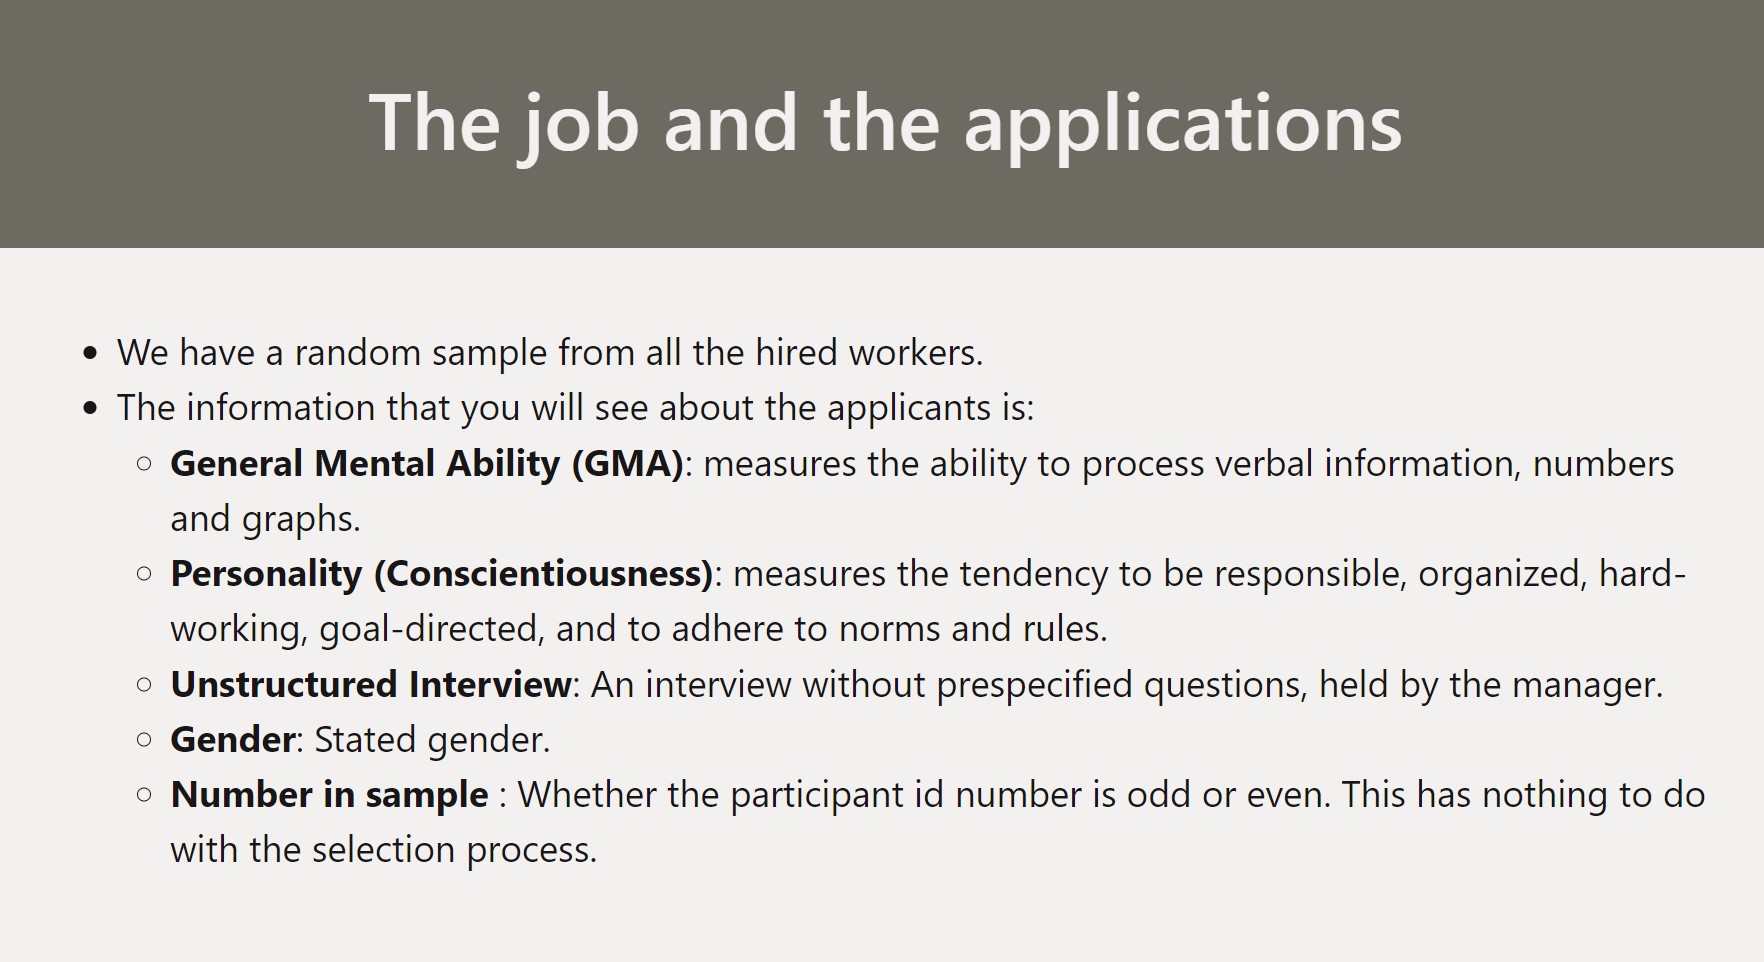 The job and the applications
• We have a random sample from all the hired workers.
• The information that you will see about the applicants is:
○ General Mental Ability (GMA): measures the ability to process verbal information, numbers
and graphs.
○ Personality (Conscientiousness): measures the tendency to be responsible, organized, hard-
working, goal-directed, and to adhere to norms and rules.
○ Unstructured Interview: An interview without prespecified questions, held by the manager.
○ Gender: Stated gender.
○ Number in sample : Whether the participant id number is odd or even. This has nothing to do
with the selection process.